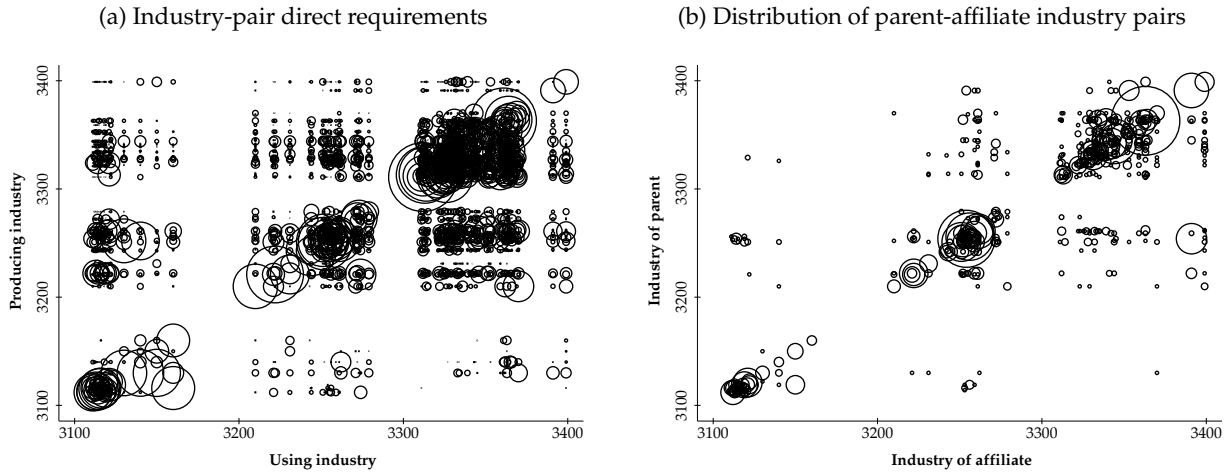 (a) Industry-pair direct requirements
(b) Distribution of parent-affiliate industry pairs
Producing industry
3400
3300
3200
3100
3100 3200 3300 3400
Using industry
Industry of parent
3400
3300
3200
3100
3100 3200 3300 3400
Industry of affiliate